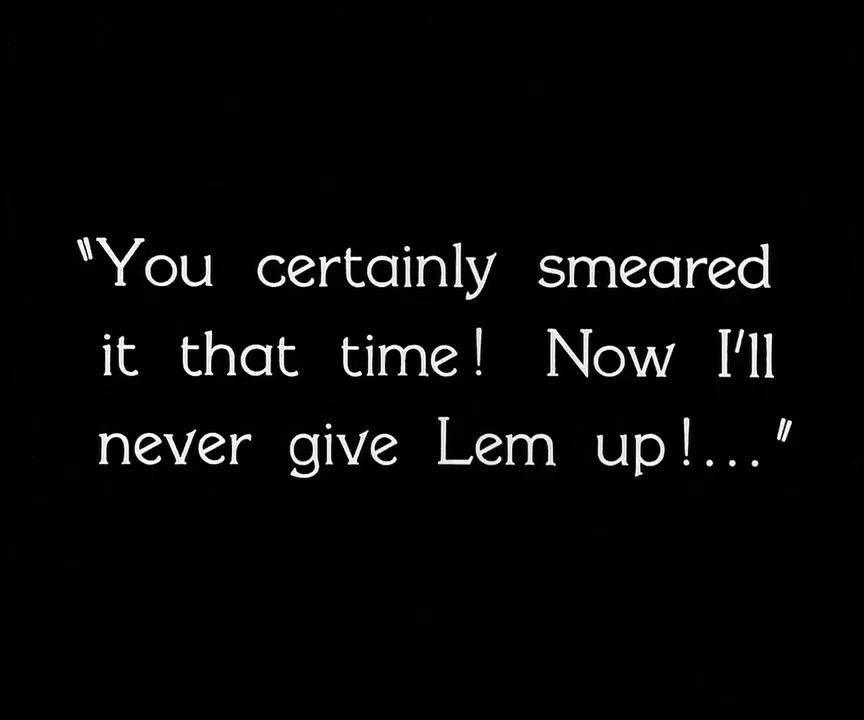 "You certainly smeared
it that time! Now I'll
never give Lem up!..."